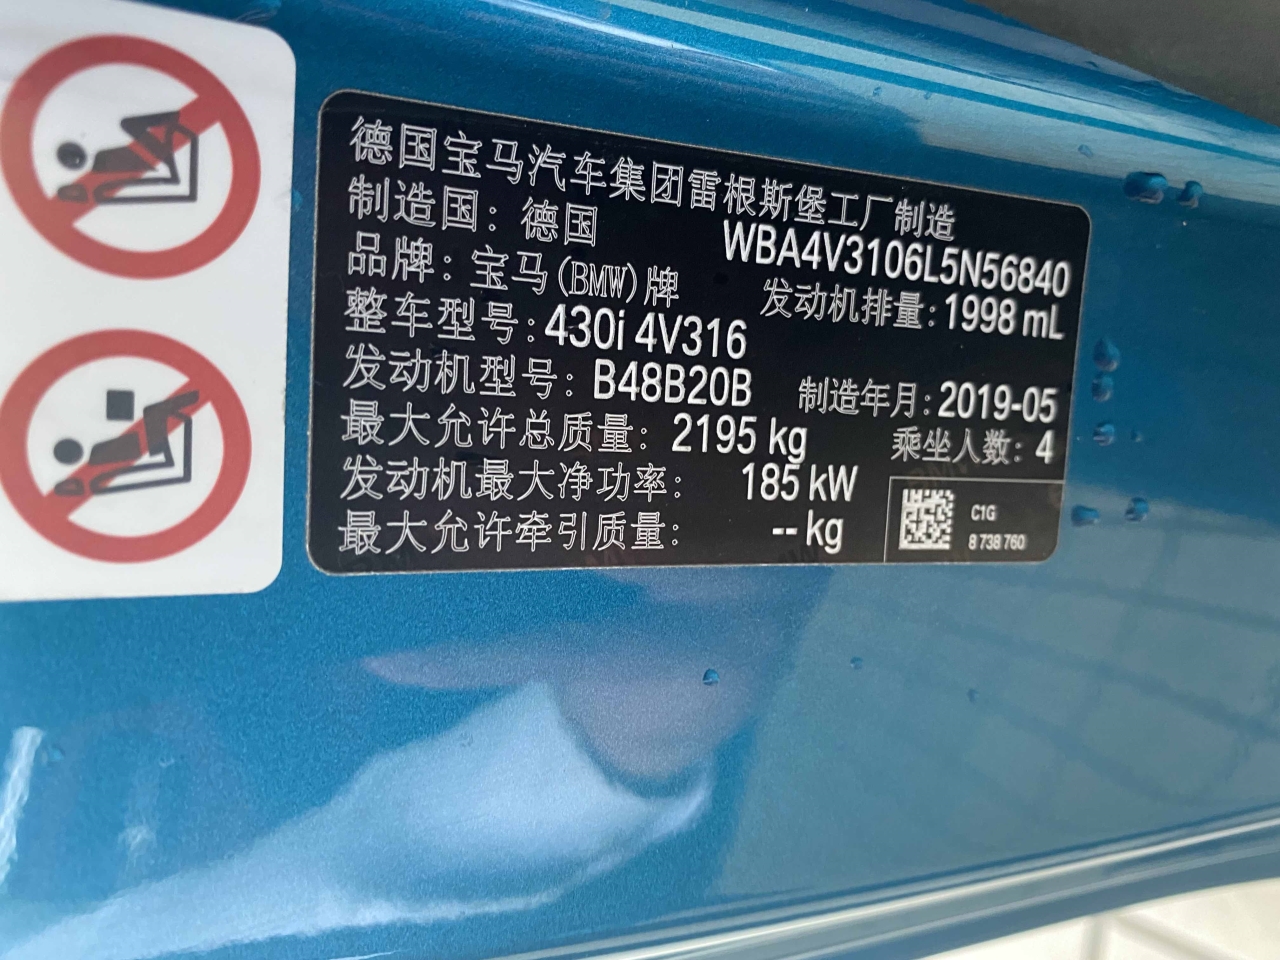 德国宝马汽车集团雷根斯堡工厂制造
制造国：德国 WBA4V3106L5N56840
品牌：宝马(BMW)牌 发动机排量：1998 mL
整车型号：430i 4V316
发动机型号：B48B20B 制造年月：2019-05
最大允许总质量：2195 kg 乘坐人数：4
发动机最大净功率：185 kW
最大允许牵引质量：-- kg
C1G
8 738 760